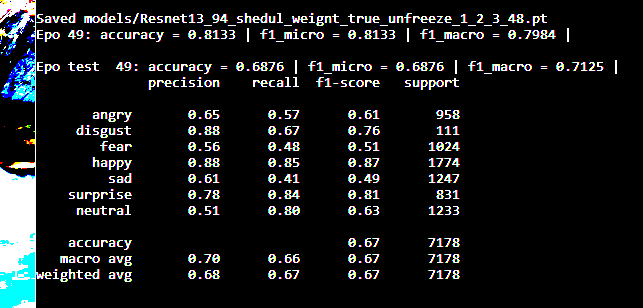 Saved models/Resnet13_94_shedul_weignt_true_unfreeze_1_2_3_48.pt
Epo 49: accuracy = 0.8133 | f1_micro = 0.8133 | f1_macro = 0.7984 |
Epo test  49: accuracy = 0.6876 | f1_micro = 0.6876 | f1_macro = 0.7125 |
precision recall f1-score support
angry 0.65 0.57 0.61 958
disgust 0.88 0.67 0.76 111
fear 0.56 0.48 0.51 1024
happy 0.88 0.85 0.87 1774
sad 0.61 0.41 0.49 1247
surprise 0.78 0.84 0.81 831
neutral 0.51 0.80 0.63 1233
accuracy 0.67 7178
macro avg 0.70 0.66 0.67 7178
weighted avg 0.68 0.67 0.67 7178